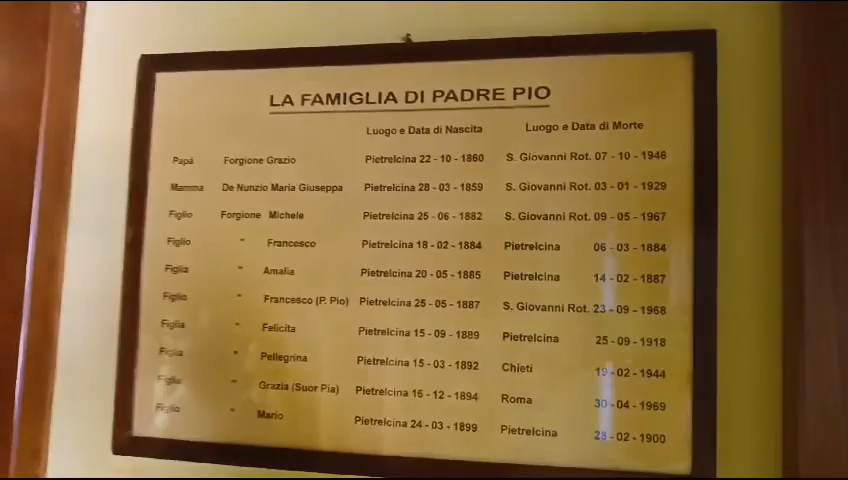 LA FAMIGLIA DI PADRE PIO
Luogo e Data di Nascita Luogo e Data di Morte
Papà Forgione Grazio Pietrelcina 22 - 10 - 1860 S. Giovanni Rot. 07 - 10 - 1946
Mamma De Nunzio Maria Giuseppa Pietrelcina 28 - 03 - 1859 S. Giovanni Rot. 03 - 01 - 1929
Figlio Forgione Michele Pietrelcina 25 - 06 - 1882 S. Giovanni Rot. 09 - 05 - 1967
Figlio " Francesco Pietrelcina 18 - 02 - 1884 Pietrelcina 06 - 03 - 1884
Figlia " Amalia Pietrelcina 20 - 05 - 1885 Pietrelcina 14 - 02 - 1887
Figlio " Francesco (P. Pio) Pietrelcina 25 - 05 - 1887 S. Giovanni Rot. 23 - 09 - 1968
Figlia " Felicita Pietrelcina 15 - 09 - 1889 Pietrelcina 25 - 09 - 1918
Figlia " Pellegrina Pietrelcina 15 - 03 - 1892 Chieti 19 - 02 - 1944
Figlia " Grazia (Suor Pia) Pietrelcina 16 - 12 - 1894 Roma 30 - 04 - 1969
Figlio " Mario Pietrelcina 24 - 03 - 1899 Pietrelcina 25 - 02 - 1900